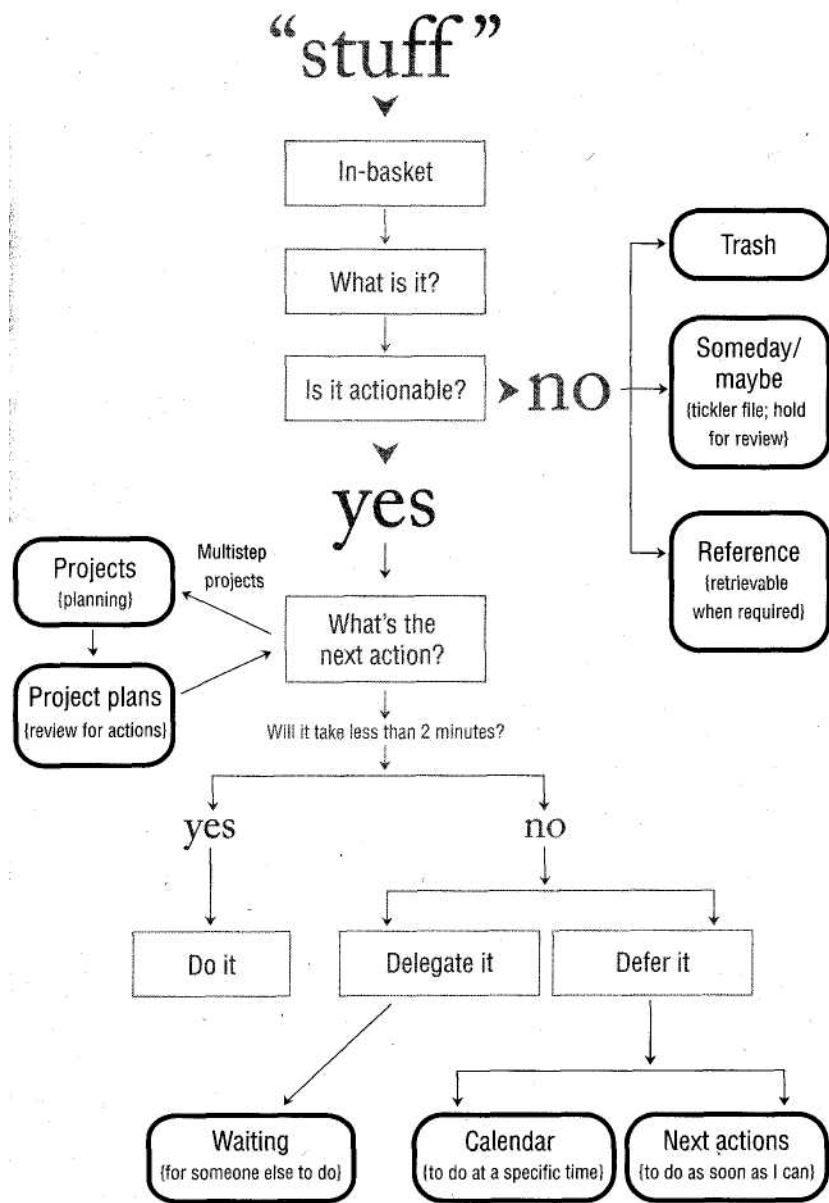 “stuff”
In-basket
What is it?
Is it actionable?
no
Trash
Someday/
maybe
{tickler file; hold
for review}
Reference
{retrievable
when required}
yes
Multistep
projects
Projects
{planning}
Project plans
{review for actions}
What's the
next action?
Will it take less than 2 minutes?
yes
no
Do it
Delegate it
Defer it
Waiting
{for someone else to do}
Calendar
{to do at a specific time}
Next actions
{to do as soon as I can}